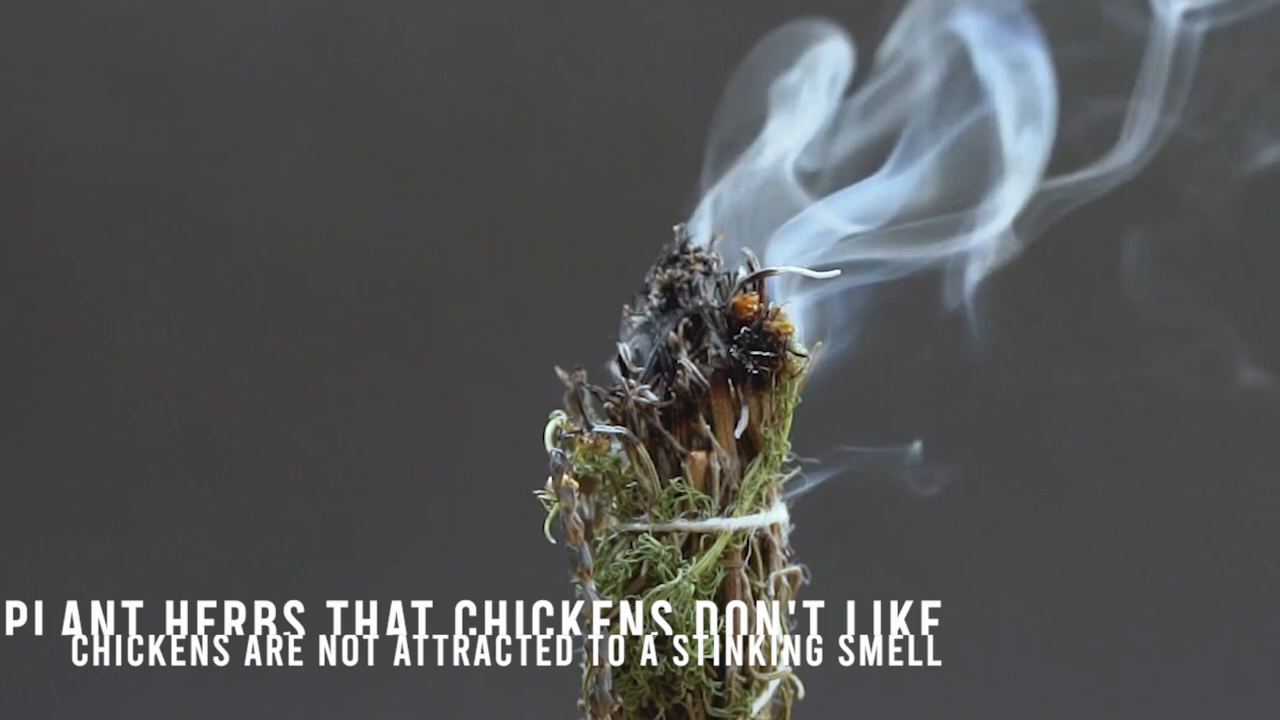 PLANT HERBS THAT CHICKENS DON'T LIKE
CHICKENS ARE NOT ATTRACTED TO A STINKING SMELL